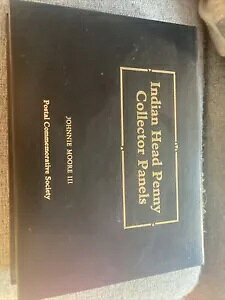 Indian Head Penny
Collector Panels
JOHNNIE MOORE III
Postal Commemorative Society